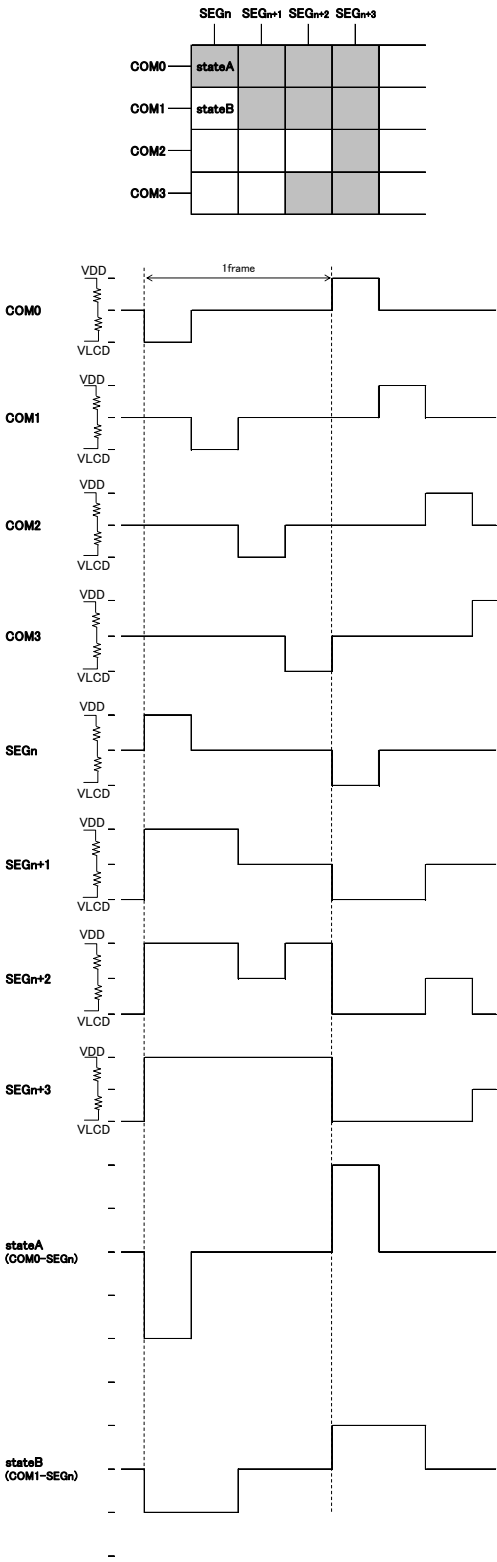 SEGn SEGn+1 SEGn+2 SEGn+3
COM0 stateA
COM1 stateB
COM2
COM3
1frame
VDD
COM0
VLCD
VDD
COM1
VLCD
VDD
COM2
VLCD
VDD
COM3
VLCD
VDD
SEGn
VLCD
VDD
SEGn+1
VLCD
VDD
SEGn+2
VLCD
VDD
SEGn+3
VLCD
stateA
(COM0-SEGn)
stateB
(COM1-SEGn)